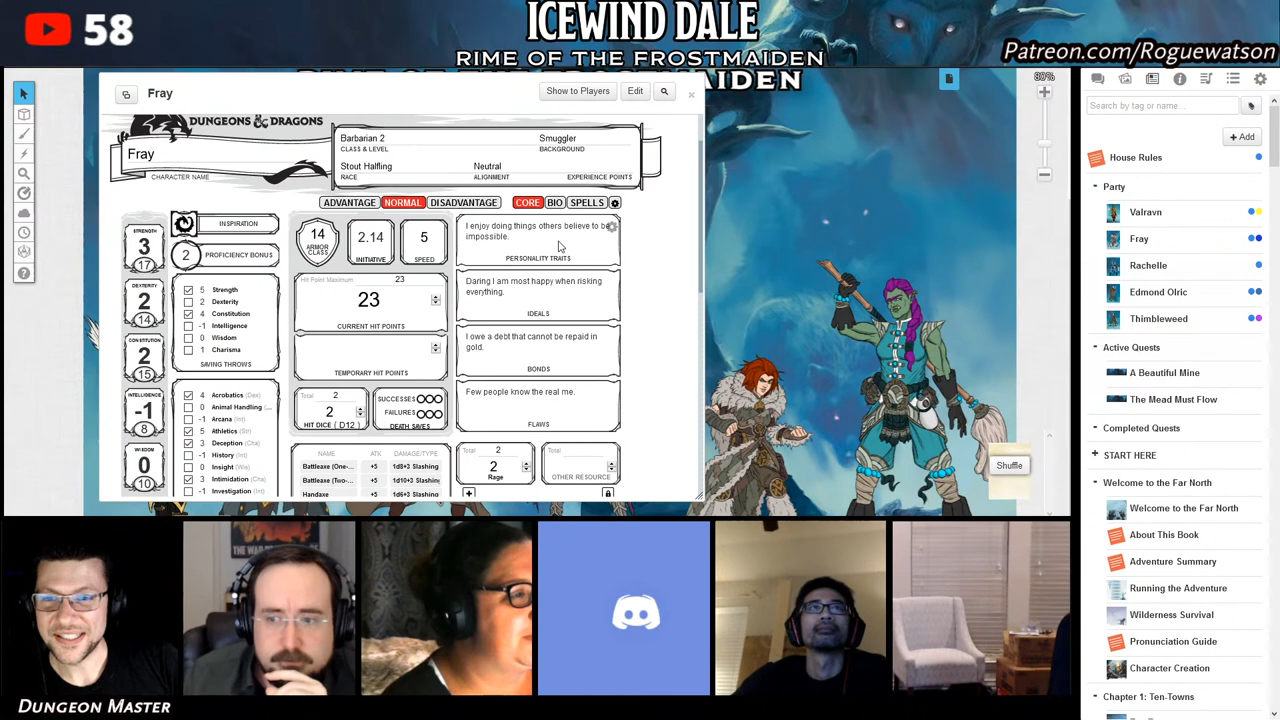 58
ICEWIND DALE
RIME OF THE FROSTMAIDEN
Patreon.com/Roguewatson
Fray
Show to Players
Edit
80%
Search by tag or name...
+ Add
DUNGEONS & DRAGONS
Fray
CHARACTER NAME
Barbarian 2
CLASS & LEVEL
Smuggler
BACKGROUND
Stout Halfling
RACE
Neutral
ALIGNMENT
EXPERIENCE POINTS
ADVANTAGE
NORMAL
DISADVANTAGE
CORE
BIO
SPELLS
STRENGTH
3
17
DEXTERITY
2
14
CONSTITUTION
2
15
INTELLIGENCE
-1
8
WISDOM
0
10
INSPIRATION
2
PROFICIENCY BONUS
5 Strength
2 Dexterity
4 Constitution
-1 Intelligence
0 Wisdom
1 Charisma
SAVING THROWS
4 Acrobatics (Dex)
0 Animal Handling (...
-1 Arcana (Int)
5 Athletics (Str)
3 Deception (Cha)
-1 History (Int)
0 Insight (Wis)
3 Intimidation (Cha)
-1 Investigation (Int)
14
ARMOR
CLASS
2.14
INITIATIVE
5
SPEED
Hit Point Maximum
23
23
CURRENT HIT POINTS
TEMPORARY HIT POINTS
Total
2
2
HIT DICE ( D12 )
SUCCESSES
FAILURES
DEATH SAVES
NAME
ATK
DAMAGE/TYPE
Battleaxe (One-...
+5
1d8+3 Slashing
Battleaxe (Two-...
+5
1d10+3 Slashing
Handaxe
+5
1d6+3 Slashing
I enjoy doing things others believe to be
impossible.
PERSONALITY TRAITS
Daring I am most happy when risking
everything.
IDEALS
I owe a debt that cannot be repaid in
gold.
BONDS
Few people know the real me.
FLAWS
Total
2
2
Rage
Total
OTHER RESOURCE
Shuffle
House Rules
Party
Valravn
Fray
Rachelle
Edmond Olric
Thimbleweed
Active Quests
A Beautiful Mine
The Mead Must Flow
Completed Quests
START HERE
Welcome to the Far North
Welcome to the Far North
About This Book
Adventure Summary
Running the Adventure
Wilderness Survival
Pronunciation Guide
Character Creation
Chapter 1: Ten-Towns
DUNGEON MASTER